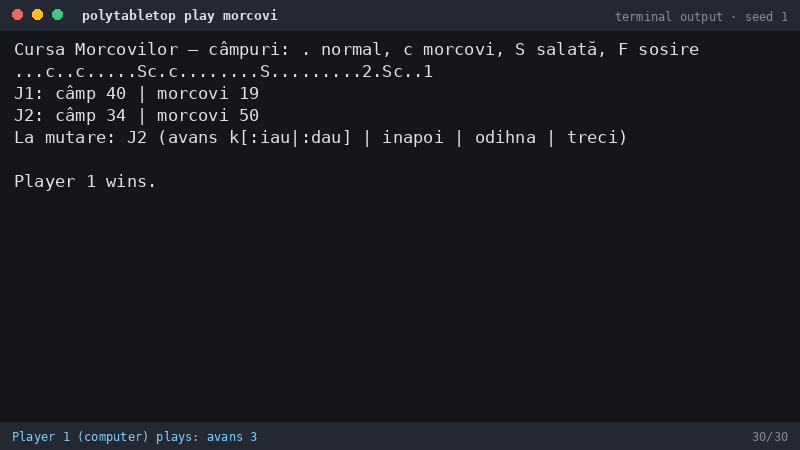 polytabletop play morcovi
terminal output · seed 1
Cursa Morcovilor — câmpuri: . normal, c morcovi, S salată, F sosire
...c..c.....Sc.c........S.........2.Sc..1
J1: câmp 40 | morcovi 19
J2: câmp 34 | morcovi 50
La mutare: J2 (avans k[:iau|:dau] | inapoi | odihna | treci)
Player 1 wins.
Player 1 (computer) plays: avans 3
30/30